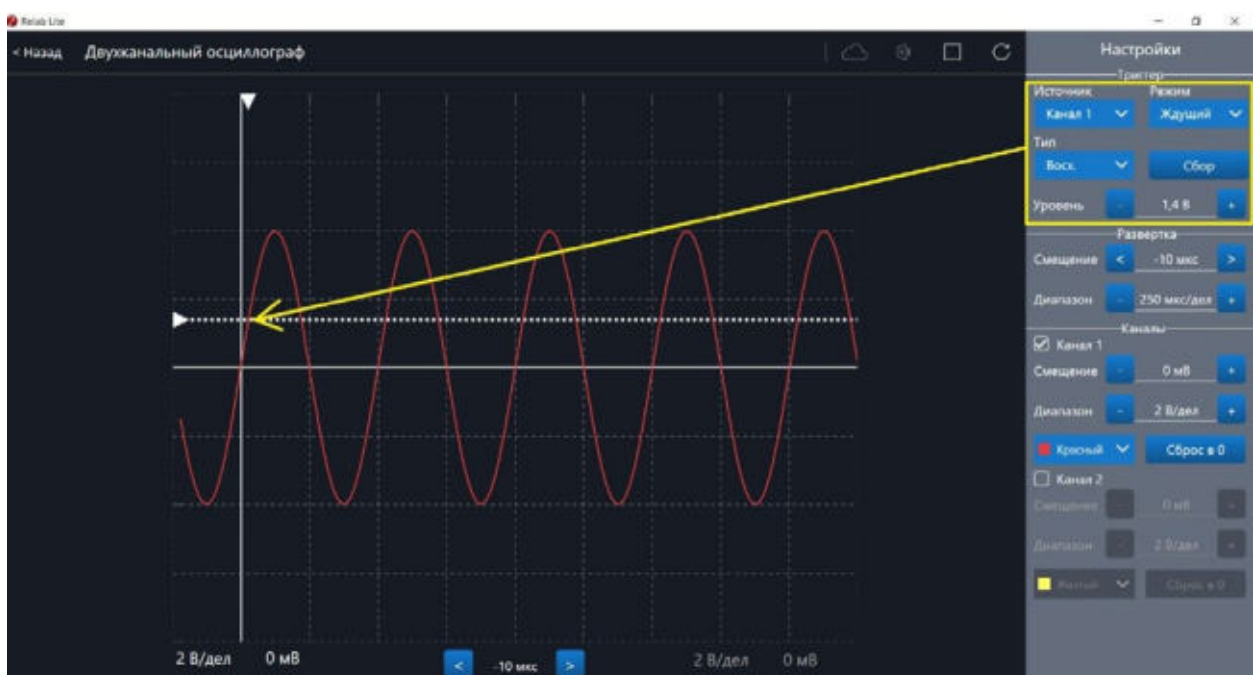 Relab Lite
< Назад Двухканальный осциллограф
Настройки
Триггер
Источник Режим
Канал 1 Ждущий
Тип
Восх. Сбор
Уровень - 1,4 В +
Развертка
Смещение < -10 мкс >
Диапазон - 250 мкс/дел +
Каналы
Канал 1
Смещение - 0 мВ +
Диапазон - 2 В/дел +
Красный Сброс в 0
Канал 2
Смещение - 0 мВ +
Диапазон - 2 В/дел +
Желтый Сброс в 0
2 В/дел 0 мВ < -10 мкс > 2 В/дел 0 мВ